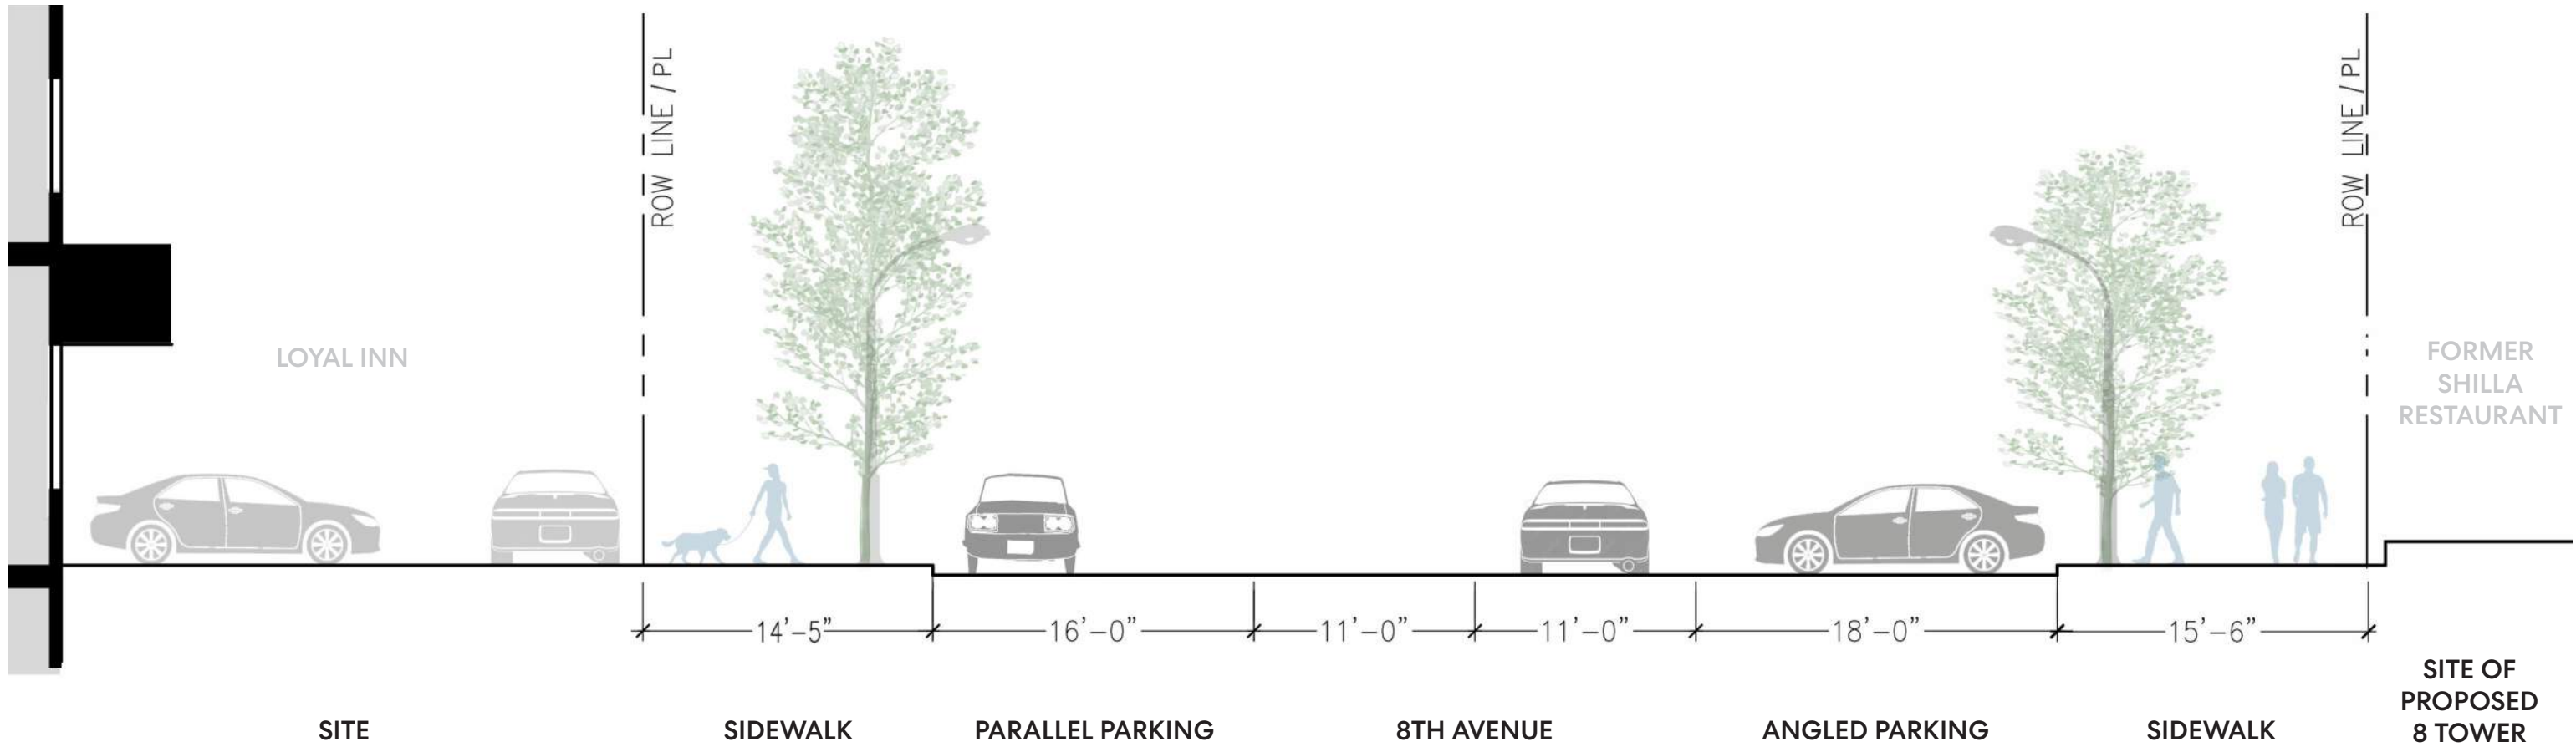 ROW LINE / PL
ROW LINE / PL
LOYAL INN
FORMER
SHILLA
RESTAURANT
14’–5”
16’–0”
11’–0”
11’–0”
18’–0”
15’–6”
SITE
SIDEWALK
PARALLEL PARKING
8TH AVENUE
ANGLED PARKING
SIDEWALK
SITE OF
PROPOSED
8 TOWER